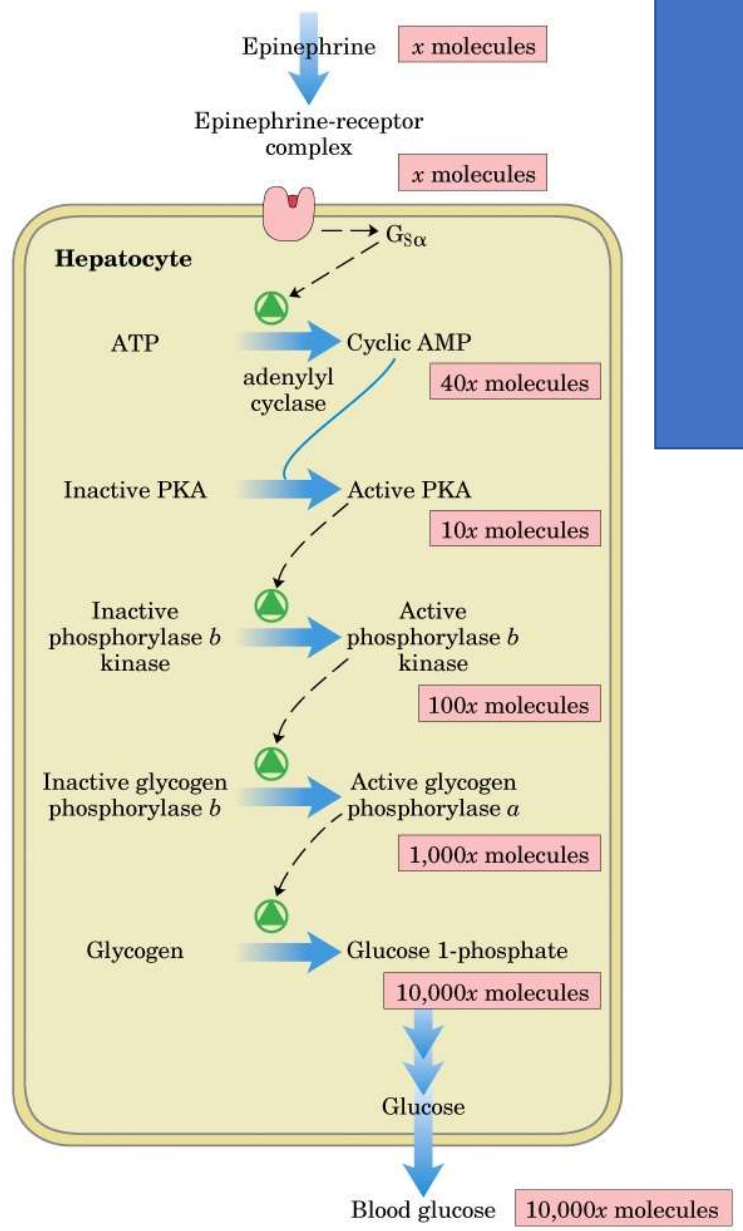 Epinephrine
x molecules
Epinephrine-receptor
complex
x molecules
GSα
Hepatocyte
ATP
Cyclic AMP
adenylyl
cyclase
40x molecules
Inactive PKA
Active PKA
10x molecules
Inactive
phosphorylase b
kinase
Active
phosphorylase b
kinase
100x molecules
Inactive glycogen
phosphorylase b
Active glycogen
phosphorylase a
1,000x molecules
Glycogen
Glucose 1-phosphate
10,000x molecules
Glucose
Blood glucose
10,000x molecules